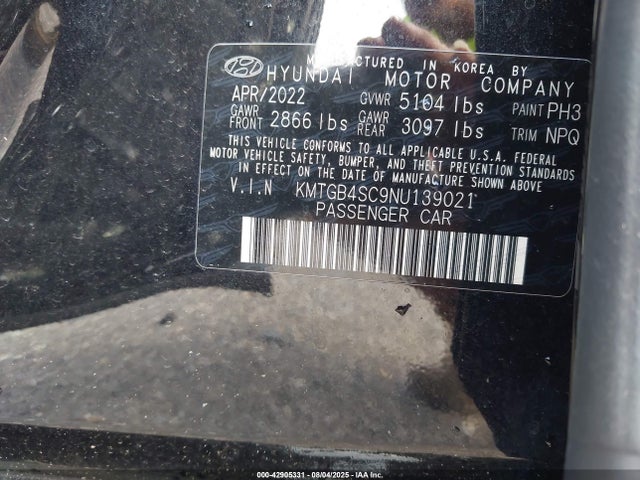 MANUFACTURED IN KOREA BY
HYUNDAI MOTOR COMPANY
APR/2022 GVWR 5104 lbs PAINT PH3
GAWR FRONT 2866 lbs GAWR REAR 3097 lbs TRIM NPQ
THIS VEHICLE CONFORMS TO ALL APPLICABLE U.S.A. FEDERAL
MOTOR VEHICLE SAFETY, BUMPER, AND THEFT PREVENTION STANDARDS
IN EFFECT ON THE DATE OF MANUFACTURE SHOWN ABOVE.
V.I.N KMTGB4SC9NU139021
PASSENGER CAR
000-42905331 - 08/04/2025 - IAAI.COM